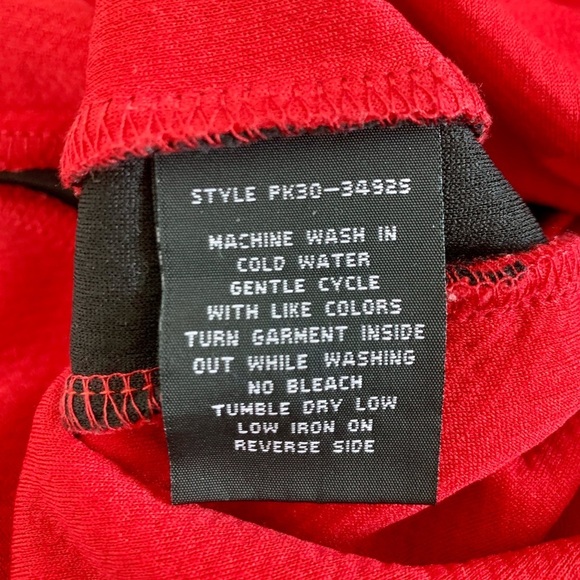 STYLE PK30-3492S
MACHINE WASH IN
COLD WATER
GENTLE CYCLE
WITH LIKE COLORS
TURN GARMENT INSIDE
OUT WHILE WASHING
NO BLEACH
TUMBLE DRY LOW
LOW IRON ON
REVERSE SIDE